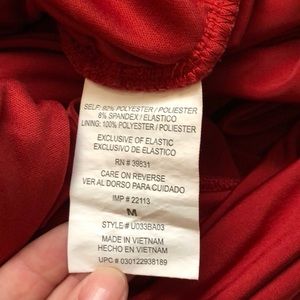 SELF: 92% POLYESTER / POLIESTER
8% SPANDEX / ELASTICO
LINING: 100% POLYESTER / POLIESTER
EXCLUSIVE OF ELASTIC
EXCLUSIVO DE ELASTICO
RN # 39831
CARE ON REVERSE
VER AL DORSO PARA CUIDADO
IMP # 22113
M
STYLE # U033BA03
MADE IN VIETNAM
HECHO EN VIETNAM
UPC # 030122938189